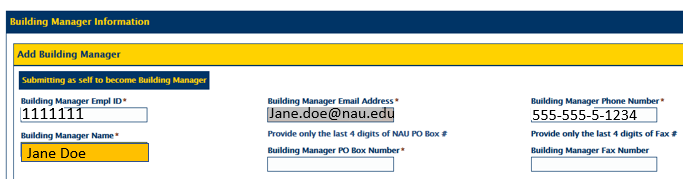 Building Manager Information
Add Building Manager
Submitting as self to become Building Manager
Building Manager Empl ID*
1111111
Building Manager Email Address*
Jane.doe@nau.edu
Building Manager Phone Number*
555-555-5-1234
Building Manager Name*
Jane Doe
Provide only the last 4 digits of NAU PO Box #
Building Manager PO Box Number*
Provide only the last 4 digits of Fax #
Building Manager Fax Number